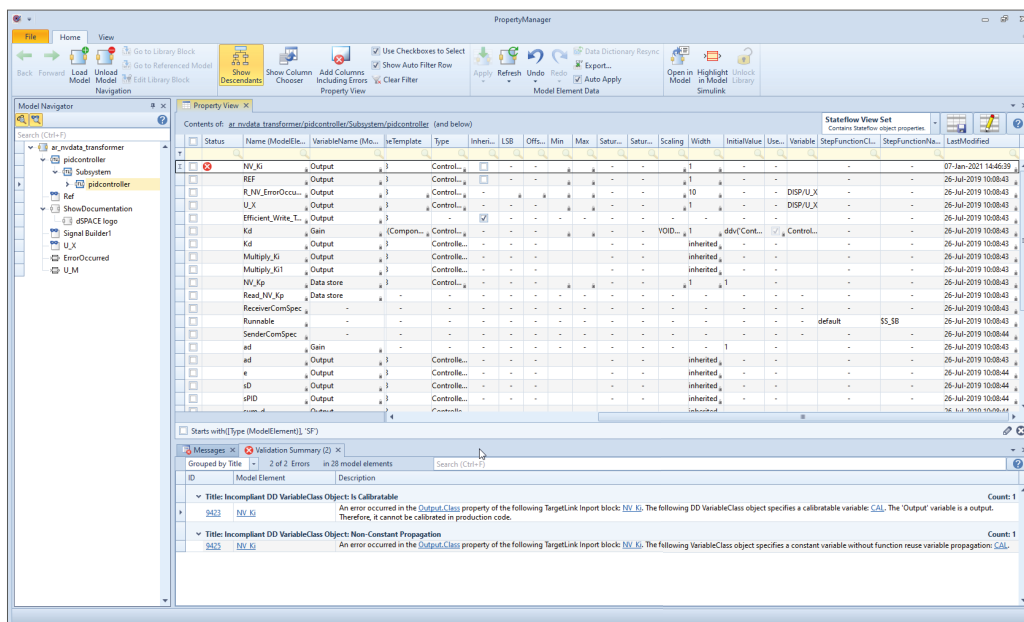 PropertyManager
File Home View
Back Forward Load Model Unload Model
Go to Library Block
Go to Referenced Model
Edit Library Block
Navigation
Show Descendants Show Column Chooser Add Columns Including Errors
Use Checkboxes to Select
Show Auto Filter Row
Clear Filter
Property View
Apply Refresh Undo Redo
Data Dictionary Resync
Export...
Auto Apply
Model Element Data
Open in Model Highlight in Model Unlock Library
Simulink
Model Navigator
Search (Ctrl+F)
ar_nvdata_transformer
pidcontroller
Subsystem
pidcontroller
Ref
ShowDocumentation
dSPACE logo
Signal Builder1
U_X
ErrorOccurred
U_M
Property View
Contents of: ar_nvdata_transformer/pidcontroller/Subsystem/pidcontroller (and below)
Stateflow View Set
Contains Stateflow object properties
Status Name (ModelEle... VariableName (Mo... eTemplate Type Inheri... LSB Offs... Min Max Satur... Satur... Scaling Width InitialValue Use... Variable StepFunctionCl... StepFunctionNa... LastModified
NV_Ki Output Control... - - - - 1 - - - - - 07-Jan-2021 14:46:39
REF Output Control... - - - - 1 - - - - - 26-Jul-2019 10:08:43
R_NV_ErrorOccu... Output Control... - - - 10 - - DISP/U_X - - 26-Jul-2019 10:08:43
U_X Output Control... - - - - 1 - - DISP/U_X - - 26-Jul-2019 10:08:43
Efficient_Write_T... Output - - - - - - - - - - - - - - 26-Jul-2019 10:08:43
Kd Gain (Compon... Control... - - - VOID... 1 ddv('Cont... Control... - - 26-Jul-2019 10:08:43
Kd Output Controlle... - - - inherited - - - - 26-Jul-2019 10:08:43
Multiply_Ki Output Controlle... - - - inherited - - - - 26-Jul-2019 10:08:43
Multiply_Ki1 Output Controlle... - - - inherited - - - - 26-Jul-2019 10:08:43
NV_Kp Data store Control... - - - 1 1 - - - 26-Jul-2019 10:08:43
Read_NV_Kp Data store - - - - - - - - - - - - - - - 26-Jul-2019 10:08:43
ReceiverComSpec - - - - - - - - - - - - - - - - 26-Jul-2019 10:08:43
Runnable - - - - - - - - - - - - - - default $S_$B 26-Jul-2019 10:08:43
SenderComSpec - - - - - - - - - - - - - - - - 26-Jul-2019 10:08:44
ad Gain - - - - - - - - - - 1 - - - 26-Jul-2019 10:08:43
ad Output Controlle... - - - inherited - - - - 26-Jul-2019 10:08:43
e Output Controlle... - - - inherited - - - - 26-Jul-2019 10:08:44
sD Output Controlle... - - - inherited - - - - 26-Jul-2019 10:08:44
sPID Output Controlle... - - - inherited - - - - 26-Jul-2019 10:08:44
Starts with([Type (ModelElement)], 'SF')
Messages Validation Summary (2)
Grouped by Title 2 of 2 Errors in 28 model elements Search (Ctrl+F)
ID Model Element Description
Title: Incompliant DD VariableClass Object: Is Calibratable Count: 1
9423 NV_Ki An error occurred in the Output.Class property of the following TargetLink Inport block: NV_Ki. The following DD VariableClass object specifies a calibratable variable: CAL. The 'Output' variable is a output.
Therefore, it cannot be calibrated in production code.
Title: Incompliant DD VariableClass Object: Non-Constant Propagation Count: 1
9425 NV_Ki An error occurred in the Output.Class property of the following TargetLink Inport block: NV_Ki. The following VariableClass object specifies a constant variable without function reuse variable propagation: CAL.